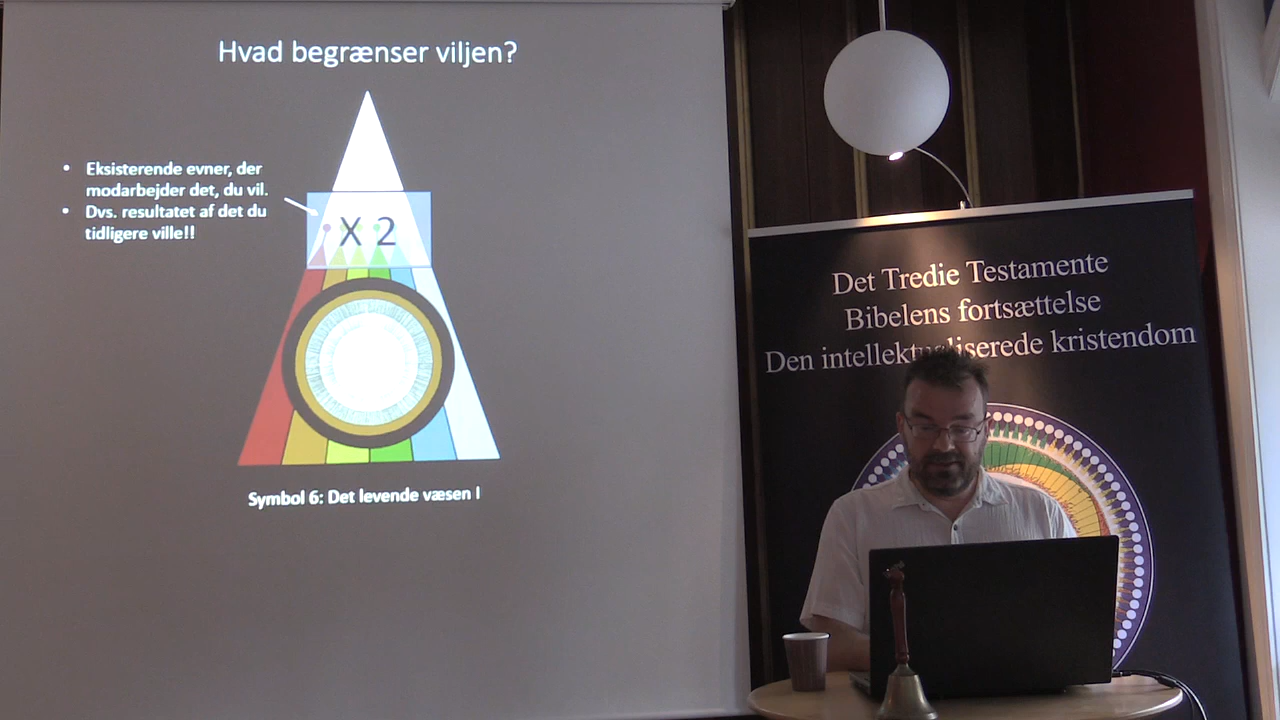 Hvad begrænser viljen?
• Eksisterende evner, der
modarbejder det, du vil.
• Dvs. resultatet af det du
tidligere ville!!
X 2
Symbol 6: Det levende væsen I
Det Tredie Testamente
Bibelens fortsættelse
Den intellektualiserede kristendom